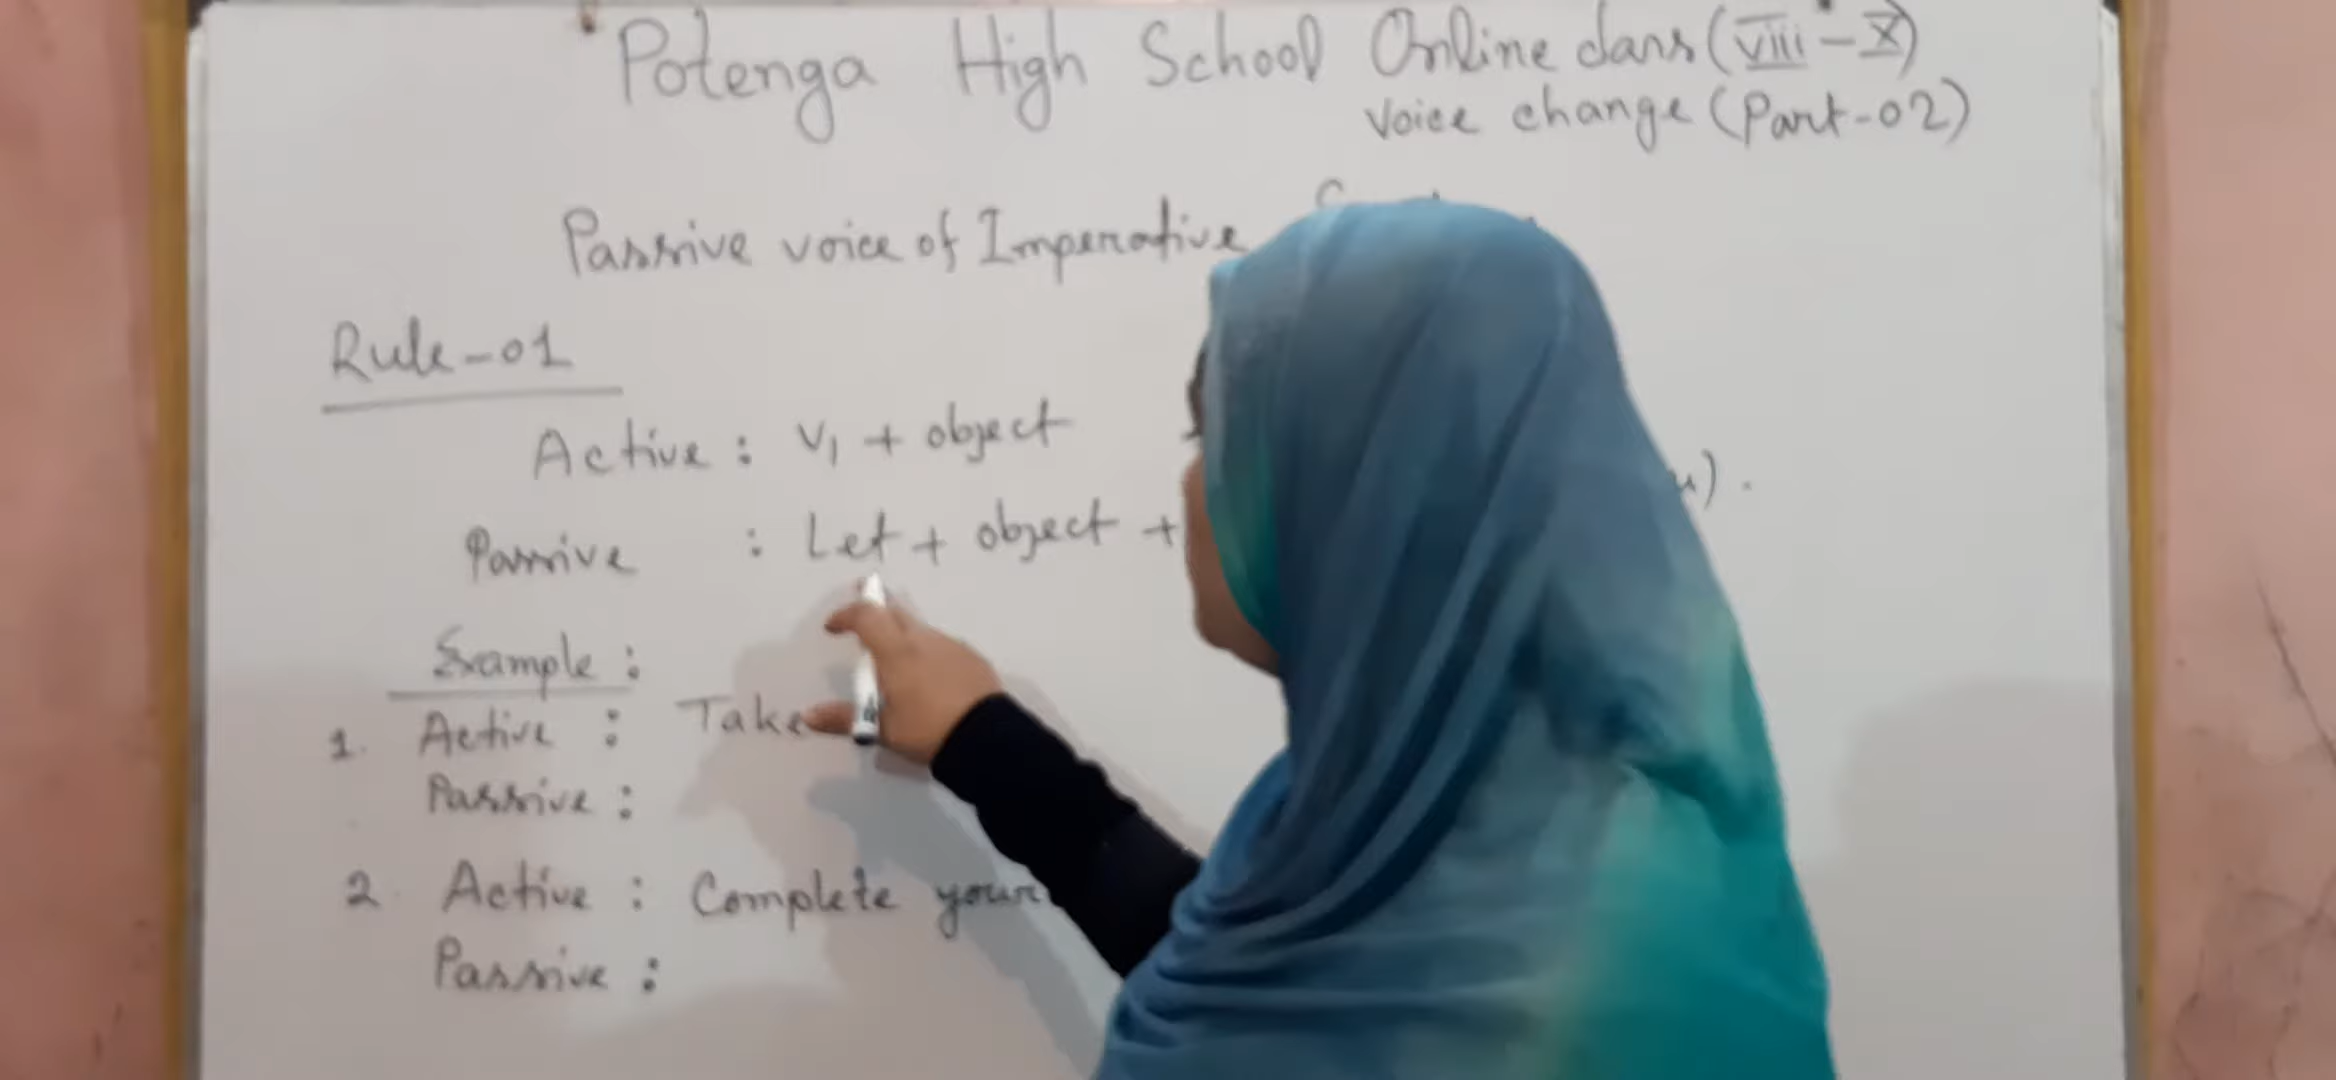 Potenga High School Online class (VIII - X)
Voice change (Part-02)
Passive voice of Imperative
Rule-01
Active : V1 + object
Passive : Let + object +
Example :
1. Active : Take
Passive :
2. Active : Complete your
Passive :